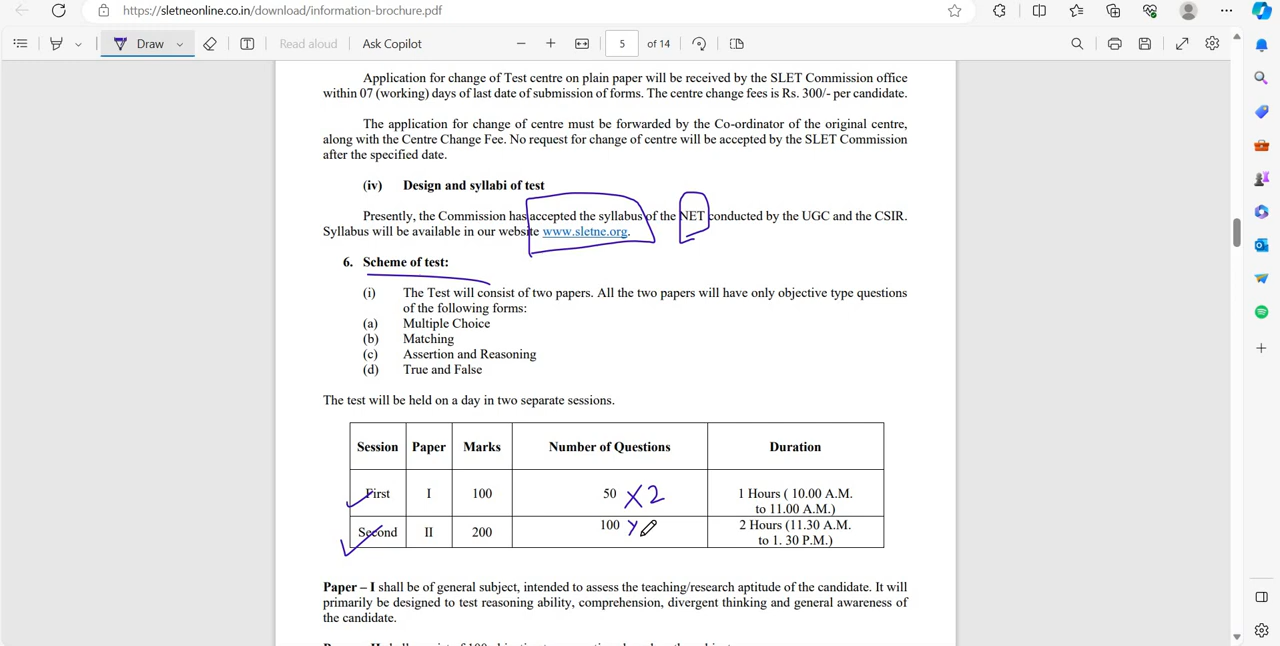 https://sletneonline.co.in/download/information-brochure.pdf
Draw
Read aloud
Ask Copilot
5
of 14
Application for change of Test centre on plain paper will be received by the SLET Commission office
within 07 (working) days of last date of submission of forms. The centre change fees is Rs. 300/- per candidate.
The application for change of centre must be forwarded by the Co-ordinator of the original centre,
along with the Centre Change Fee. No request for change of centre will be accepted by the SLET Commission
after the specified date.
(iv) Design and syllabi of test
Presently, the Commission has accepted the syllabus of the NET conducted by the UGC and the CSIR.
Syllabus will be available in our website www.sletne.org.
6. Scheme of test:
(i) The Test will consist of two papers. All the two papers will have only objective type questions
of the following forms:
(a) Multiple Choice
(b) Matching
(c) Assertion and Reasoning
(d) True and False
The test will be held on a day in two separate sessions.
Session Paper Marks Number of Questions Duration
First I 100 50 X 2 1 Hours ( 10.00 A.M.
to 11.00 A.M.)
Second II 200 100 X 2 Hours (11.30 A.M.
to 1. 30 P.M.)
Paper – I shall be of general subject, intended to assess the teaching/research aptitude of the candidate. It will
primarily be designed to test reasoning ability, comprehension, divergent thinking and general awareness of
the candidate.